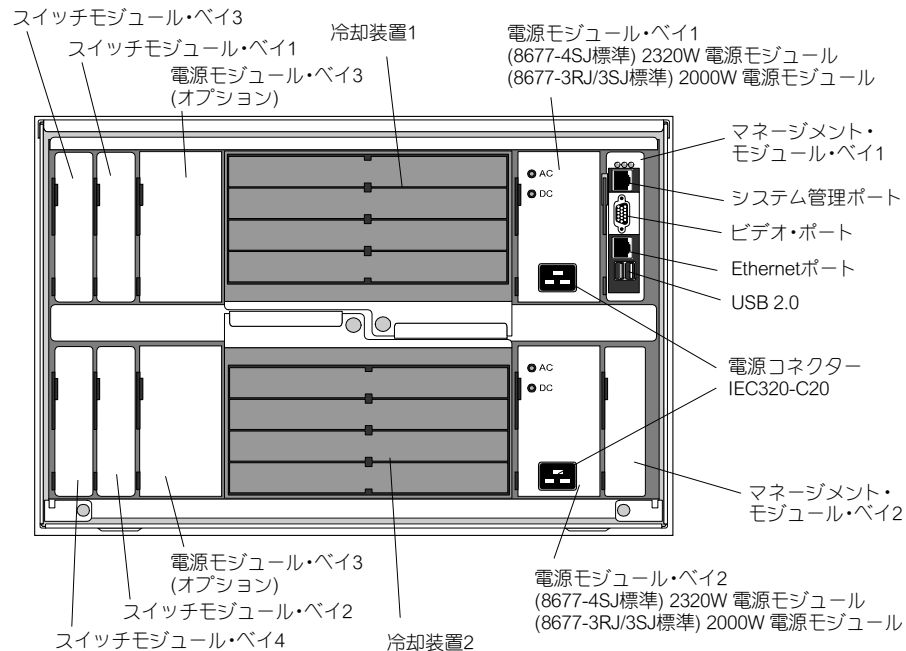 スイッチモジュール・ベイ3
スイッチモジュール・ベイ1
電源モジュール・ベイ3
(オプション)
冷却装置1
電源モジュール・ベイ1
(8677-4SJ標準) 2320W 電源モジュール
(8677-3RJ/3SJ標準) 2000W 電源モジュール
マネージメント・
モジュール・ベイ1
システム管理ポート
ビデオ・ポート
Ethernetポート
USB 2.0
AC
DC
電源コネクター
IEC320-C20
AC
DC
マネージメント・
モジュール・ベイ2
電源モジュール・ベイ3
(オプション)
スイッチモジュール・ベイ2
スイッチモジュール・ベイ4
冷却装置2
電源モジュール・ベイ2
(8677-4SJ標準) 2320W 電源モジュール
(8677-3RJ/3SJ標準) 2000W 電源モジュール